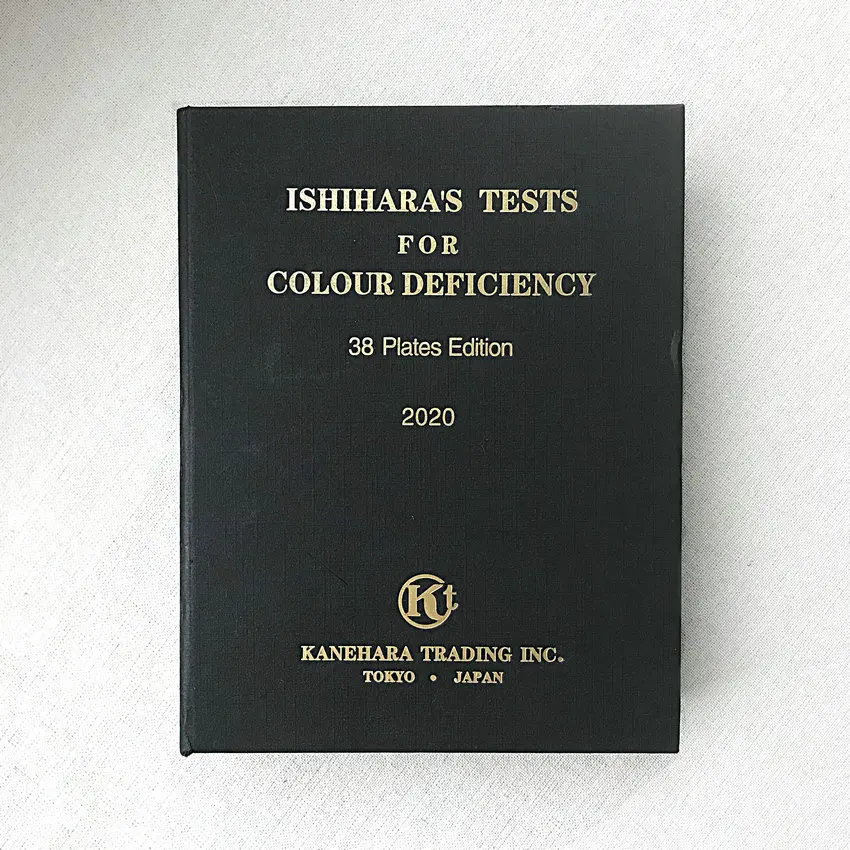 ISHIHARA'S TESTS
FOR
COLOUR DEFICIENCY
38 Plates Edition
2020
Kt
KANEHARA TRADING INC.
TOKYO • JAPAN